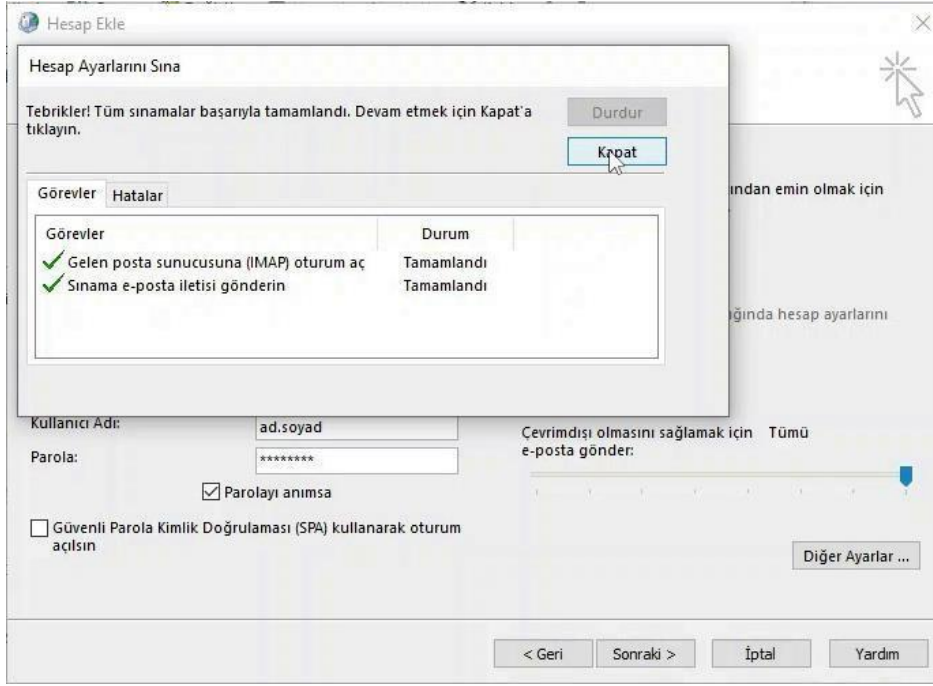 Hesap Ekle
Hesap Ayarlarını Sına
Tebrikler! Tüm sınamalar başarıyla tamamlandı. Devam etmek için Kapat'a
tıklayın.
Durdur
Kapat
Görevler Hatalar
Görevler Durum
Gelen posta sunucusuna (IMAP) oturum aç Tamamlandı
Sınama e-posta iletisi gönderin Tamamlandı
emin olmak için
hesap ayarlarını
Kullanıcı Adı: ad.soyad
Parola: ********
Parolayı anımsa
Güvenli Parola Kimlik Doğrulaması (SPA) kullanarak oturum
açılsın
Çevrimdışı olmasını sağlamak için Tümü
e-posta gönder:
Diğer Ayarlar ...
< Geri Sonraki > İptal Yardım